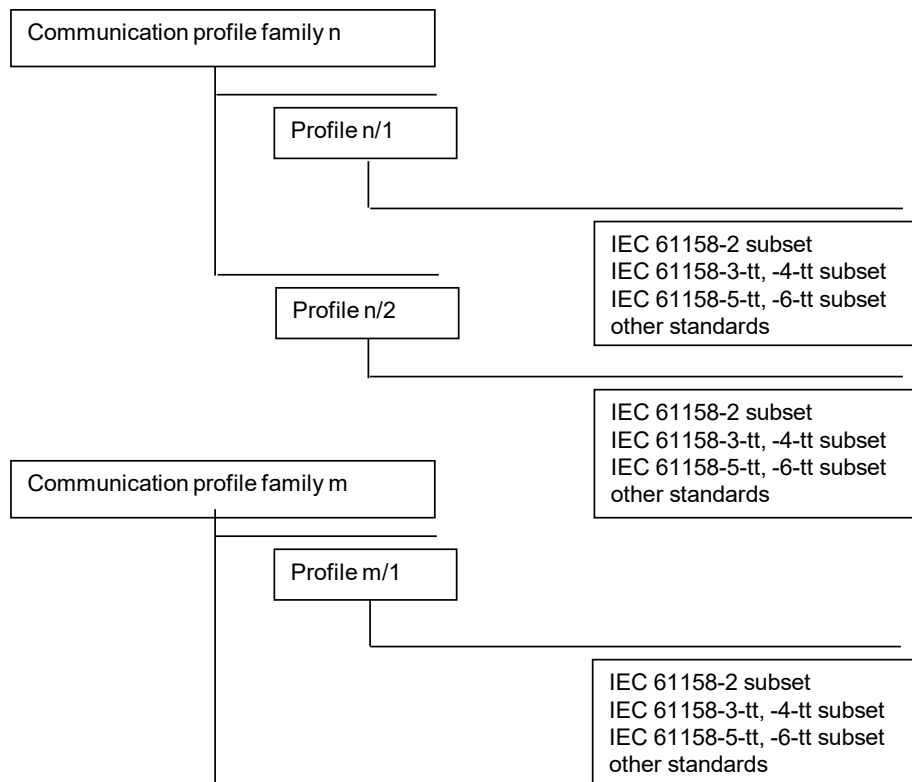 Communication profile family n
Profile n/1
IEC 61158-2 subset
IEC 61158-3-tt, -4-tt subset
IEC 61158-5-tt, -6-tt subset
other standards
Profile n/2
IEC 61158-2 subset
IEC 61158-3-tt, -4-tt subset
IEC 61158-5-tt, -6-tt subset
other standards
Communication profile family m
Profile m/1
IEC 61158-2 subset
IEC 61158-3-tt, -4-tt subset
IEC 61158-5-tt, -6-tt subset
other standards